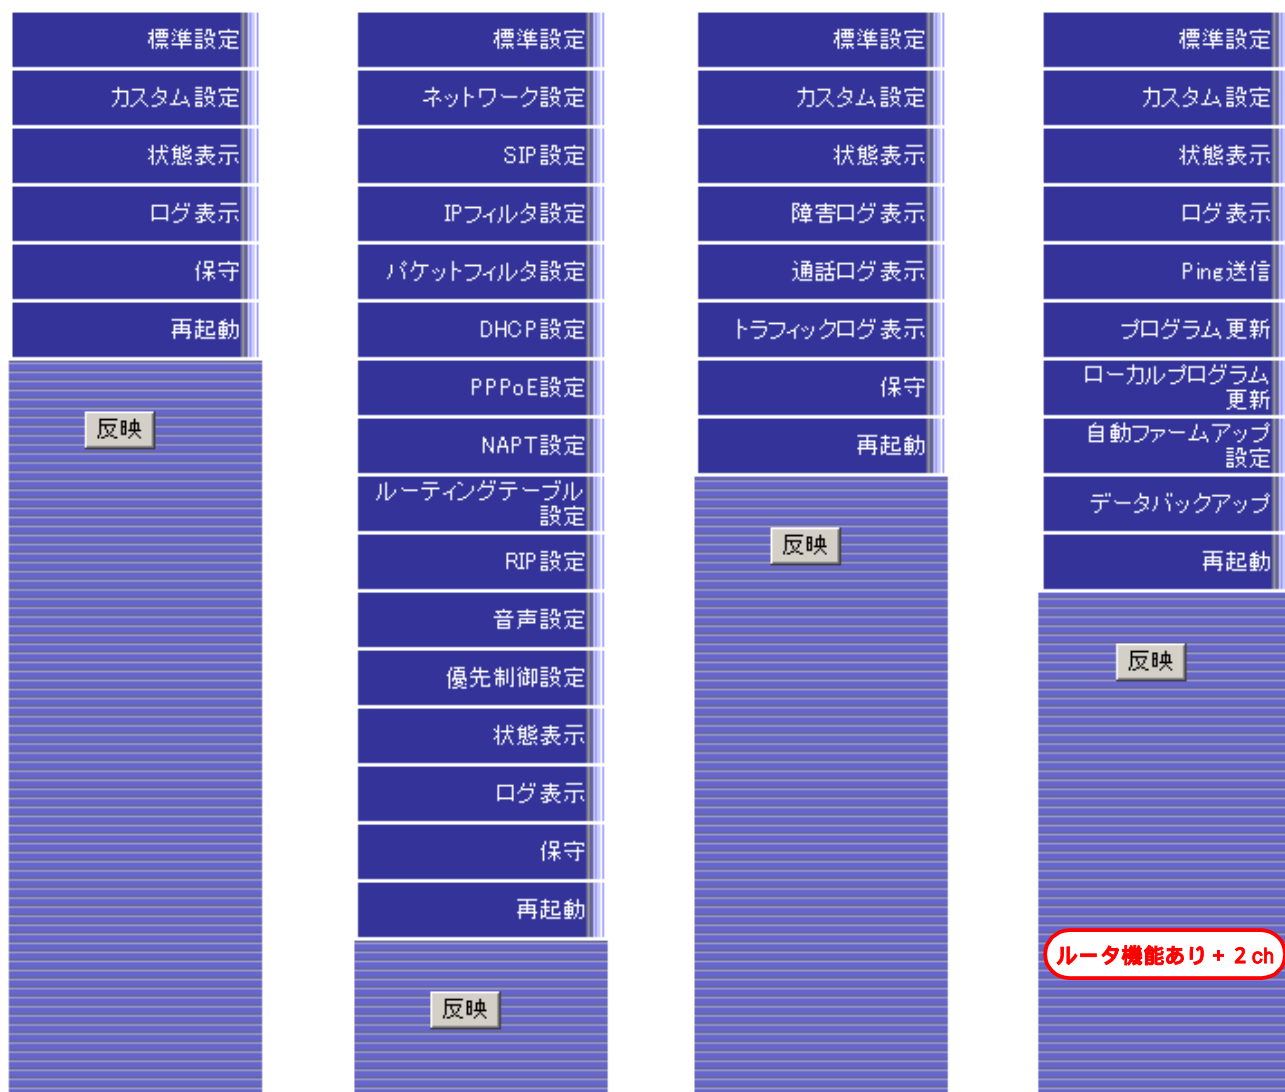 標準設定
カスタム設定
状態表示
ログ表示
保守
再起動
反映
標準設定
ネットワーク設定
SIP設定
IPフィルタ設定
パケットフィルタ設定
DHCP設定
PPPoE設定
NAPT設定
ルーティングテーブル
設定
RIP設定
音声設定
優先制御設定
状態表示
ログ表示
保守
再起動
反映
標準設定
カスタム設定
状態表示
障害ログ表示
通話ログ表示
トラフィックログ表示
保守
再起動
反映
標準設定
カスタム設定
状態表示
ログ表示
Ping送信
プログラム更新
ローカルプログラム
更新
自動ファームアップ
設定
データバックアップ
再起動
反映
ルータ機能あり+ 2 ch